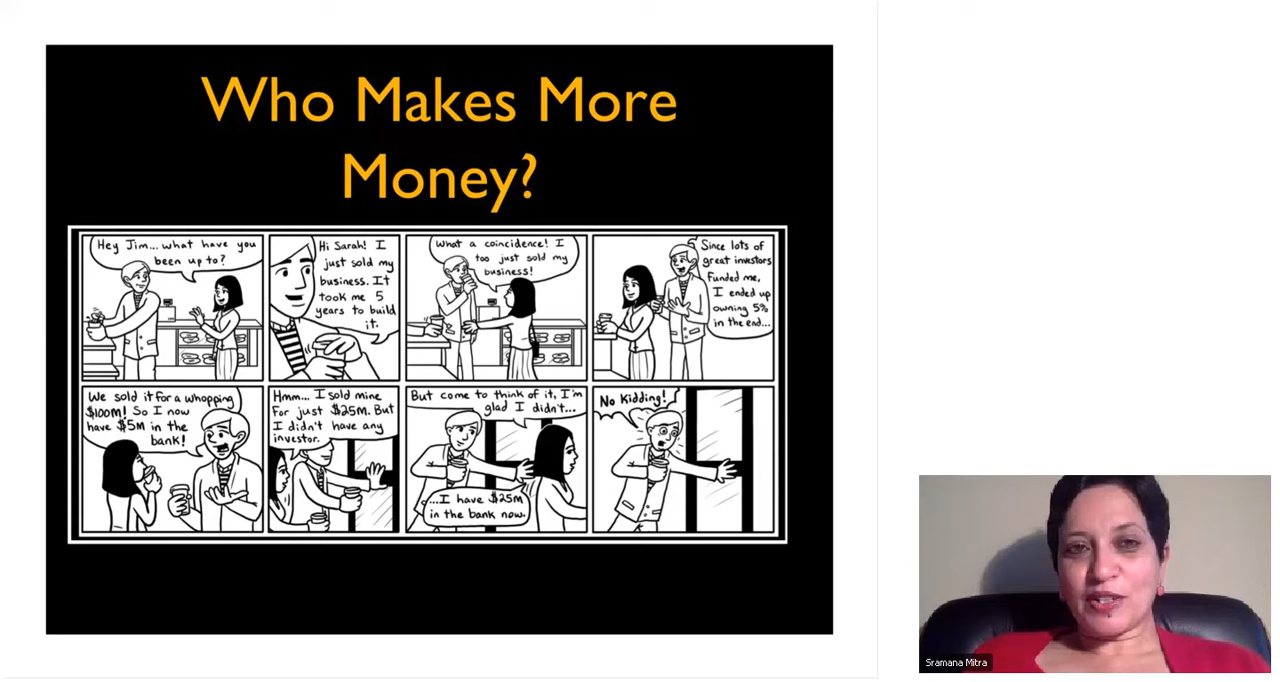 Who Makes More
Money?
Hey Jim... what have you
been up to?
Hi Sarah! I
just sold my
business. It
took me 5
years to build
it.
What a coincidence! I
too just sold my
business!
Since lots of
great investors
funded me,
I ended up
owning 5%
in the end...
We sold it for a whopping
$100M! So I now
have $5M in the
bank!
Hmm... I sold mine
for just $25M. But
I didn't have any
investor.
But come to think of it, I'm
glad I didn't...
...I have $25M
in the bank now.
No Kidding!
Sramana Mitra